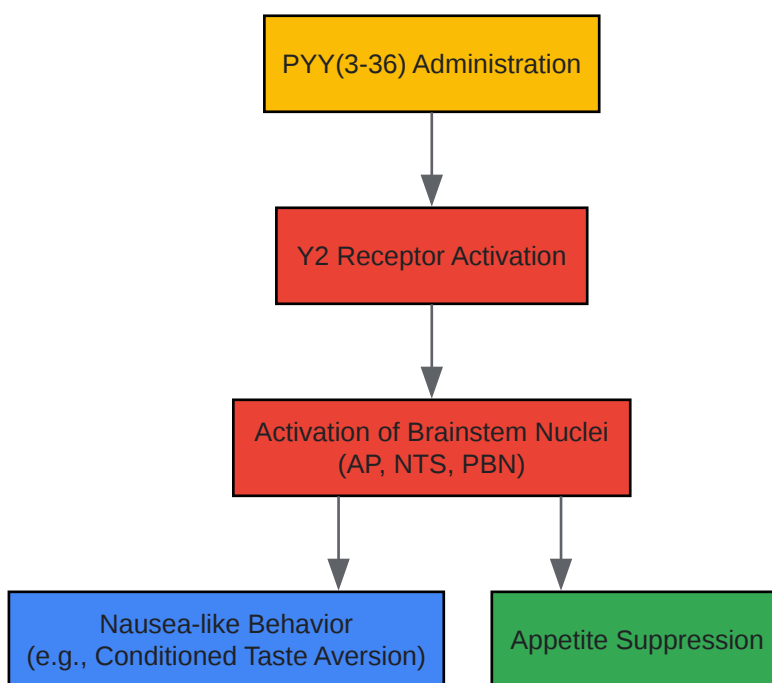 PYY(3-36) Administration
Y2 Receptor Activation
Activation of Brainstem Nuclei
(AP, NTS, PBN)
Nausea-like Behavior
(e.g., Conditioned Taste Aversion)
Appetite Suppression